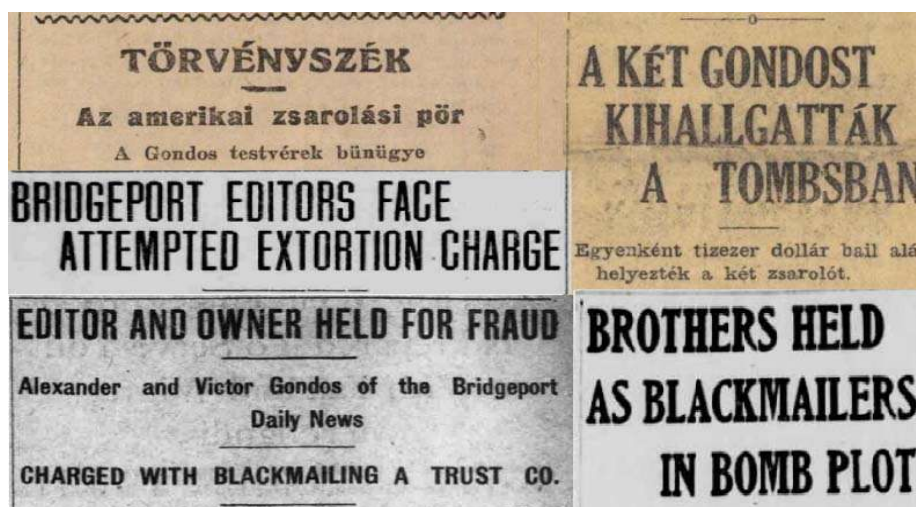 TÖRVÉNYSZÉK
Az amerikai zsarolási pör
A Gondos testvérek bünügye
BRIDGEPORT EDITORS FACE
ATTEMPTED EXTORTION CHARGE
EDITOR AND OWNER HELD FOR FRAUD
Alexander and Victor Gondos of the Bridgeport
Daily News
CHARGED WITH BLACKMAILING A TRUST CO.
A KÉT GONDOST
KIHALLGATTÁK
A TOMBSBAN
Egyenként tizezer dollár bail alá
helyezték a két zsarolót.
BROTHERS HELD
AS BLACKMAILERS
IN BOMB PLOT